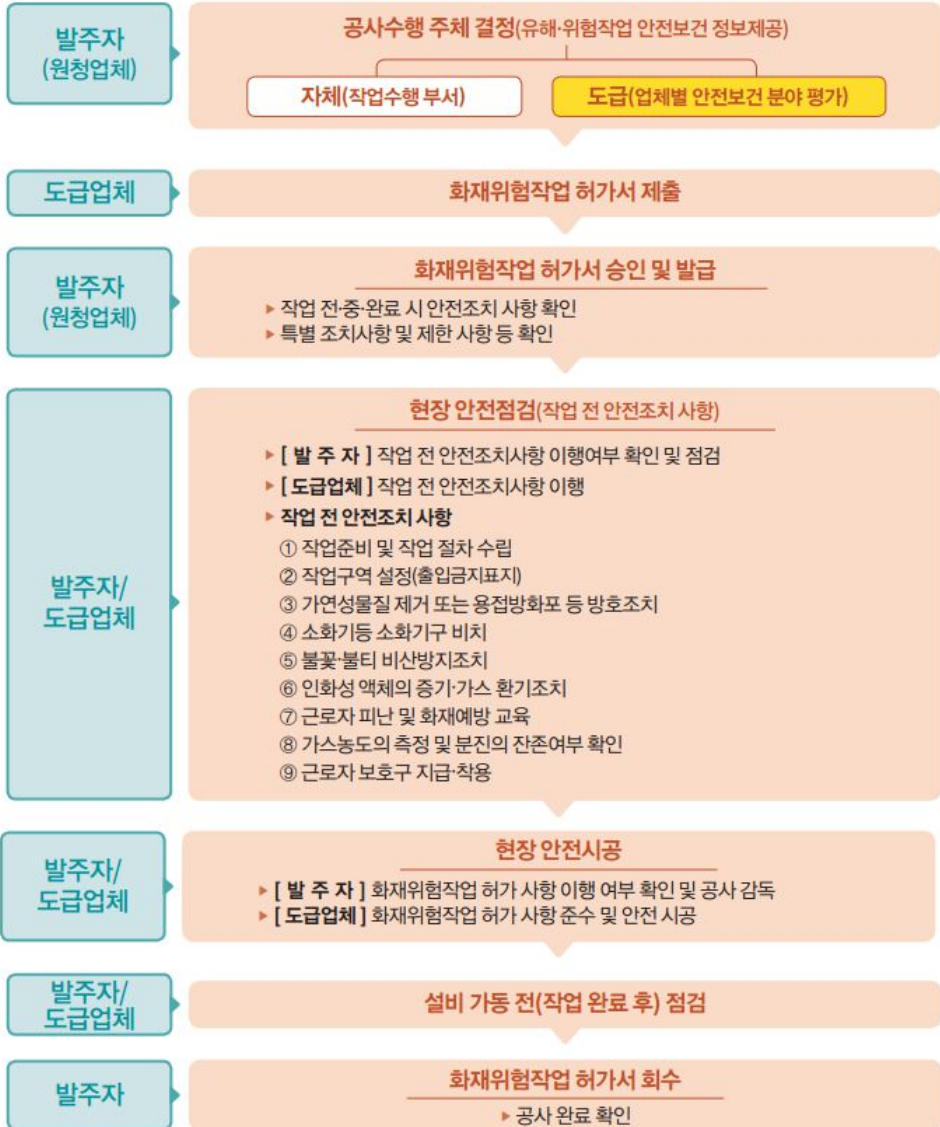 발주자
(원청업체)
공사수행 주체 결정(유해·위험작업 안전보건 정보제공)
자체(작업수행 부서)
도급(업체별 안전보건 분야 평가)
도급업체
화재위험작업 허가서 제출
발주자
(원청업체)
화재위험작업 허가서 승인 및 발급
▸ 작업 전·중·완료 시 안전조치 사항 확인
▸ 특별 조치사항 및 제한 사항 등 확인
발주자/
도급업체
현장 안전점검(작업 전 안전조치 사항)
▸ [ 발 주 자 ] 작업 전 안전조치사항 이행여부 확인 및 점검
▸ [ 도급업체 ] 작업 전 안전조치사항 이행
▸ 작업 전 안전조치 사항
① 작업준비 및 작업 절차 수립
② 작업구역 설정(출입금지표지)
③ 가연성물질 제거 또는 용접방화포 등 방호조치
④ 소화기등 소화기구 비치
⑤ 불꽃·불티 비산방지조치
⑥ 인화성 액체의 증기·가스 환기조치
⑦ 근로자 피난 및 화재예방 교육
⑧ 가스농도의 측정 및 분진의 잔존여부 확인
⑨ 근로자 보호구 지급·착용
발주자/
도급업체
현장 안전시공
▸ [ 발 주 자 ] 화재위험작업 허가 사항 이행 여부 확인 및 공사 감독
▸ [ 도급업체 ] 화재위험작업 허가 사항 준수 및 안전 시공
발주자/
도급업체
설비 가동 전(작업 완료 후) 점검
발주자
화재위험작업 허가서 회수
▸ 공사 완료 확인